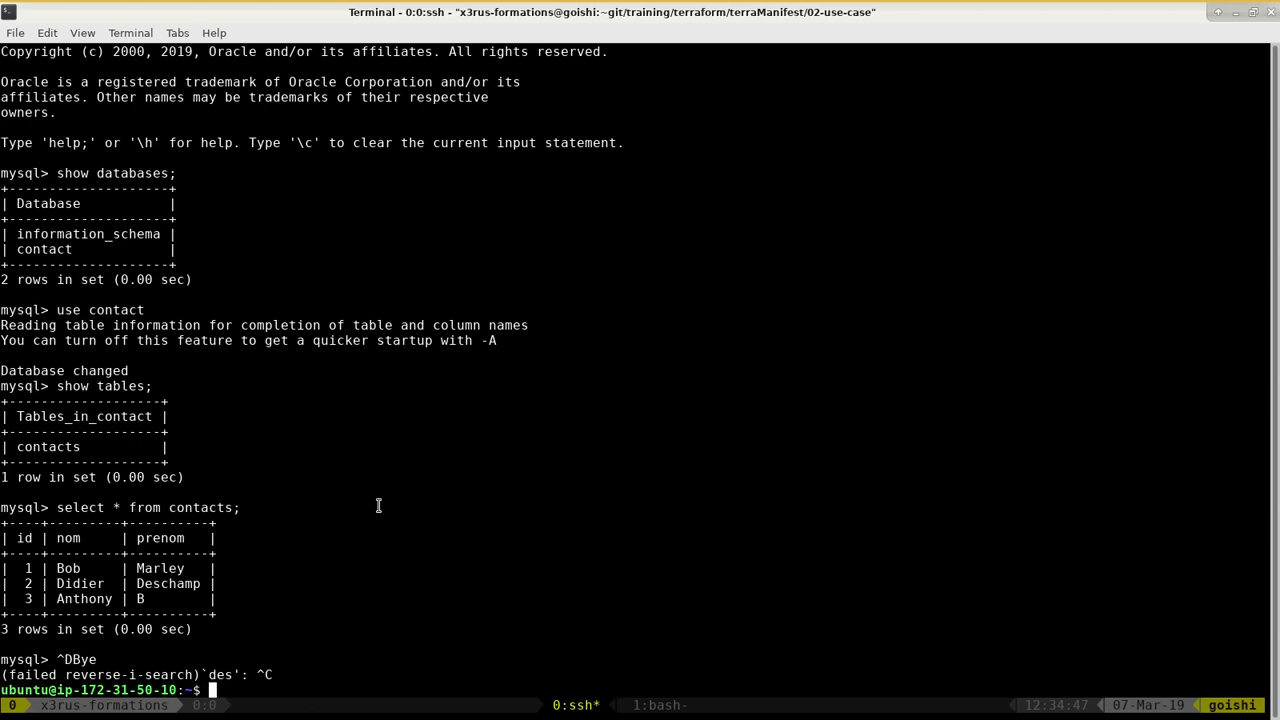 Terminal - 0:0:ssh - "x3rus-formations@goishi:~git/training/terraform/terraManifest/02-use-case"
File Edit View Terminal Tabs Help
Copyright (c) 2000, 2019, Oracle and/or its affiliates. All rights reserved.
Oracle is a registered trademark of Oracle Corporation and/or its
affiliates. Other names may be trademarks of their respective
owners.
Type 'help;' or '\h' for help. Type '\c' to clear the current input statement.
mysql> show databases;
+--------------------+
| Database           |
+--------------------+
| information_schema |
| contact            |
+--------------------+
2 rows in set (0.00 sec)
mysql> use contact
Reading table information for completion of table and column names
You can turn off this feature to get a quicker startup with -A
Database changed
mysql> show tables;
+-------------------+
| Tables_in_contact |
+-------------------+
| contacts          |
+-------------------+
1 row in set (0.00 sec)
mysql> select * from contacts;
+----+---------+----------+
| id | nom     | prenom   |
+----+---------+----------+
|  1 | Bob     | Marley   |
|  2 | Didier  | Deschamp |
|  3 | Anthony | B        |
+----+---------+----------+
3 rows in set (0.00 sec)
mysql> ^DBye
(failed reverse-i-search)`des': ^C
ubuntu@ip-172-31-50-10:~$
0 x3rus-formations 0:0 0:ssh* 1:bash- 12:34:47 07-Mar-19 goishi